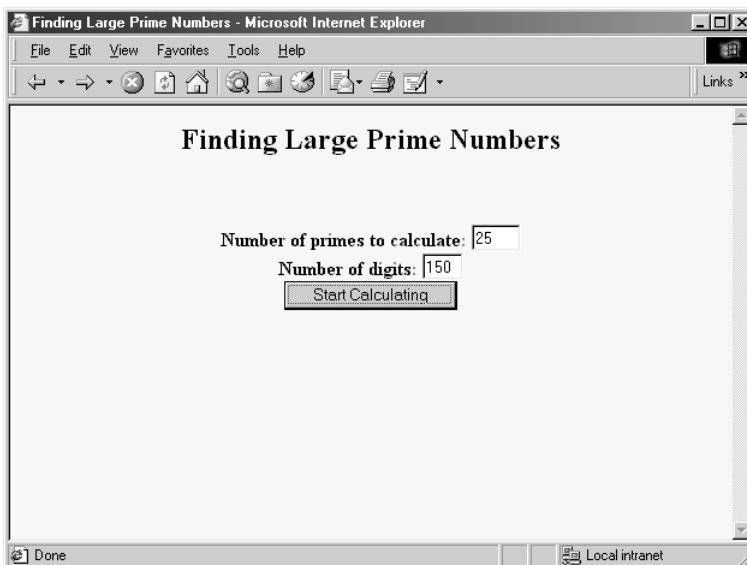 Finding Large Prime Numbers - Microsoft Internet Explorer
File Edit View Favorites Tools Help
Links »
Finding Large Prime Numbers
Number of primes to calculate: 25
Number of digits: 150
Start Calculating
Done
Local intranet